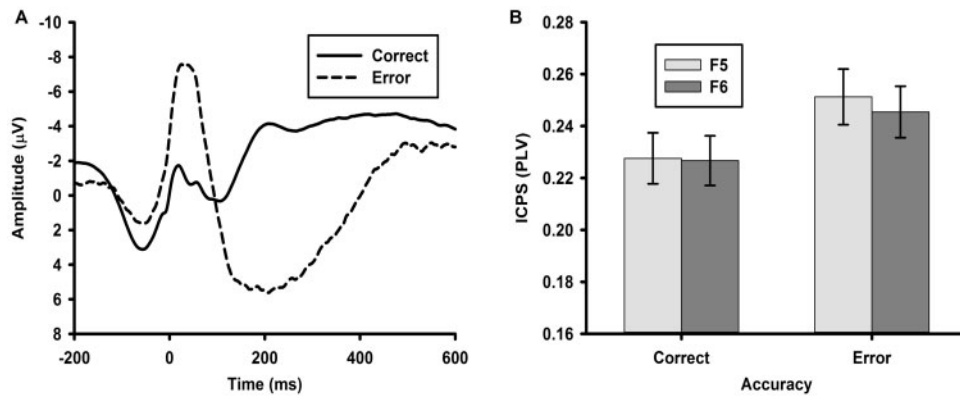 A
-10
-8
-6
-4
-2
0
2
4
6
8
Amplitude (µV)
Correct
Error
-200 0 200 400 600
Time (ms)
B
0.28
0.26
0.24
0.22
0.20
0.18
0.16
ICPS (PLV)
F5
F6
Correct Error
Accuracy